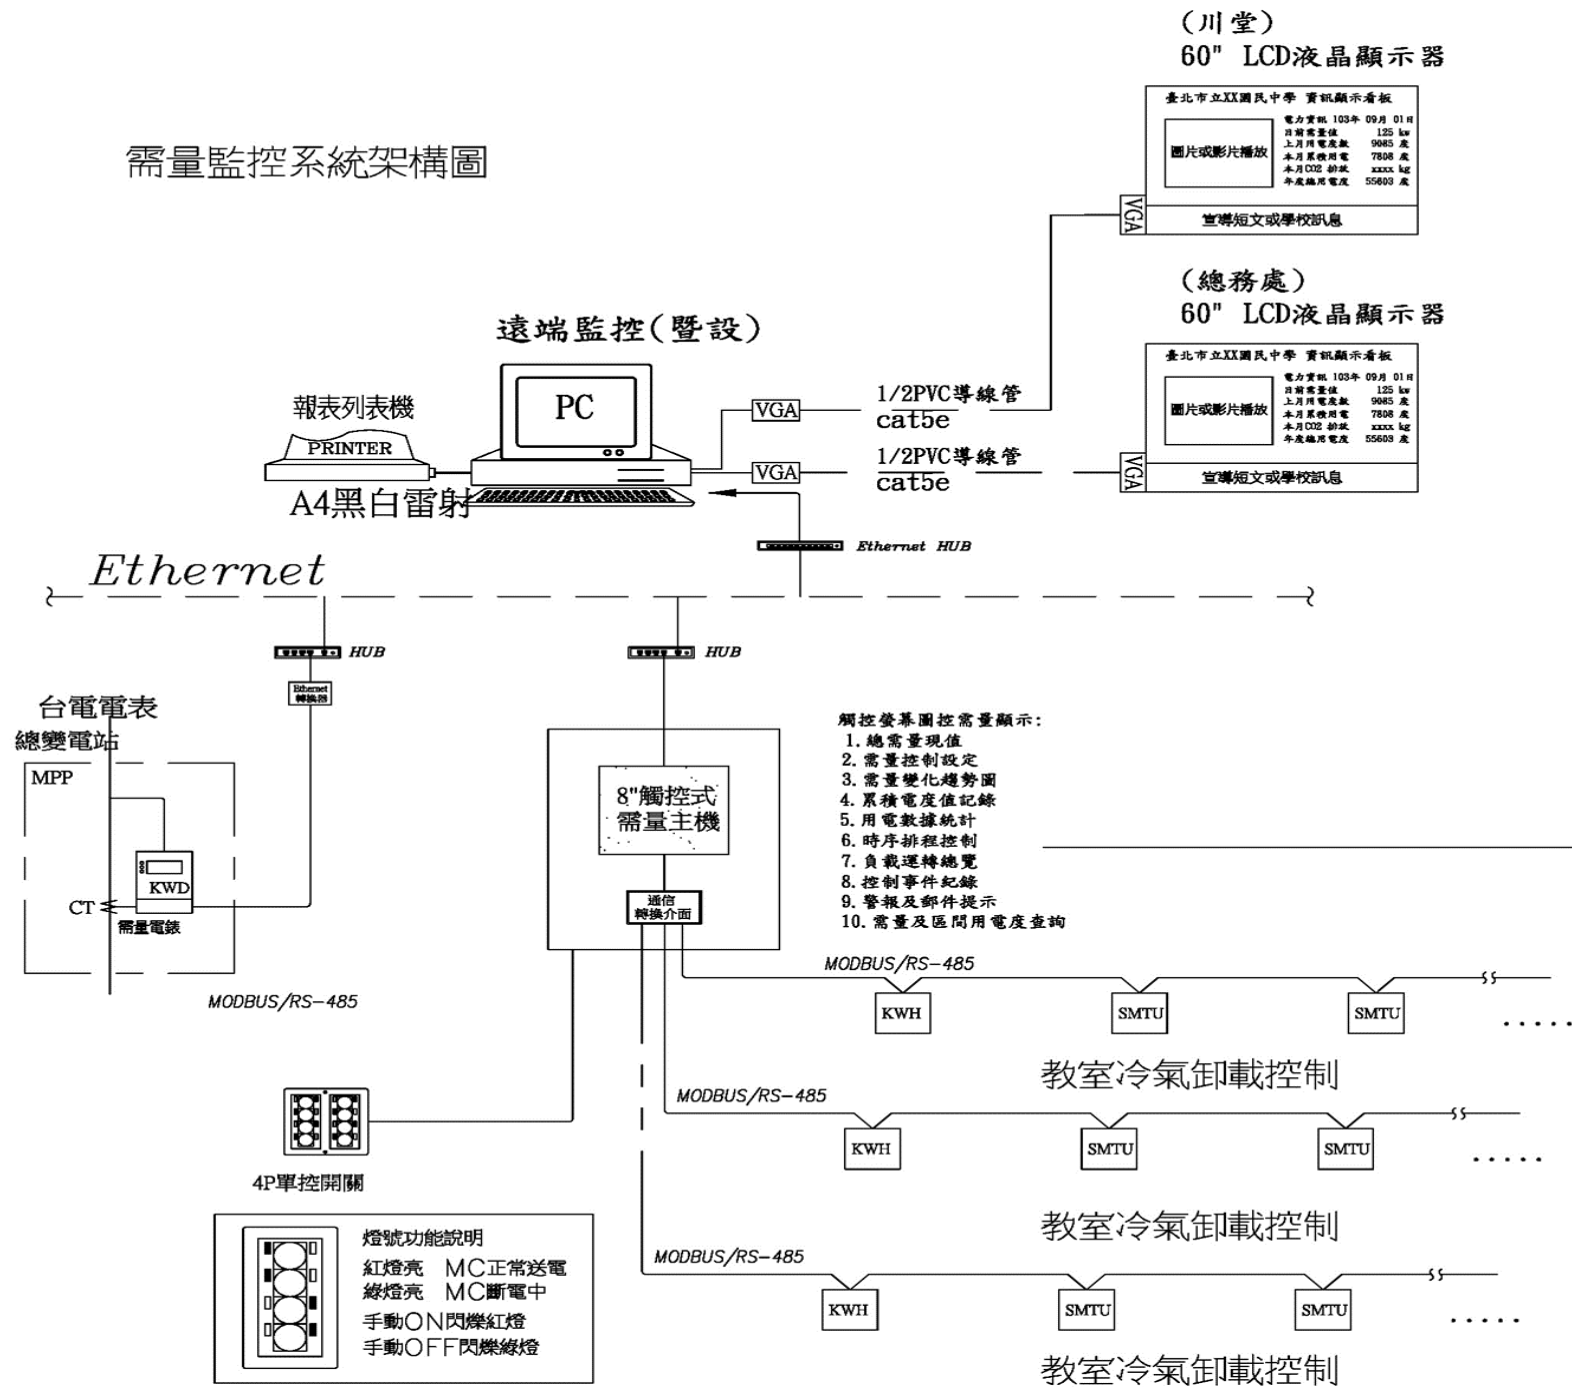 需量監控系統架構圖
(川堂)
60" LCD液晶顯示器
臺北市立XX國民中學 資訊顯示看板
圖片或影片播放
電力資訊 103年 09月 01日
目前需量值 125 kw
上月用電度數 9085 度
本月累積用電 7808 度
本月CO2 排放 xxxx kg
年度總用電度 55603 度
宣導短文或學校訊息
VGA
(總務處)
60" LCD液晶顯示器
臺北市立XX國民中學 資訊顯示看板
圖片或影片播放
電力資訊 103年 09月 01日
目前需量值 125 kw
上月用電度數 9085 度
本月累積用電 7808 度
本月CO2 排放 xxxx kg
年度總用電度 55603 度
宣導短文或學校訊息
VGA
遠端監控(暨設)
PC
報表列表機
PRINTER
A4黑白雷射
VGA
1/2PVC導線管
cat5e
VGA
1/2PVC導線管
cat5e
Ethernet HUB
Ethernet
HUB
HUB
Ethernet
轉換器
台電電表
總變電站
MPP
KWD
CT
需量電錶
MODBUS/RS-485
8"觸控式
需量主機
通信
轉換介面
觸控螢幕圖控需量顯示:
1. 總需量現值
2. 需量控制設定
3. 需量變化趨勢圖
4. 累積電度值記錄
5. 用電數據統計
6. 時序排程控制
7. 負載運轉總覽
8. 控制事件紀錄
9. 警報及郵件提示
10. 需量及區間用電度查詢
MODBUS/RS-485
KWH
SMTU
SMTU
.....
教室冷氣卸載控制
MODBUS/RS-485
KWH
SMTU
SMTU
.....
教室冷氣卸載控制
MODBUS/RS-485
KWH
SMTU
SMTU
.....
教室冷氣卸載控制
4P單控開關
燈號功能說明
紅燈亮 MC正常送電
綠燈亮 MC斷電中
手動ON閃爍紅燈
手動OFF閃爍綠燈